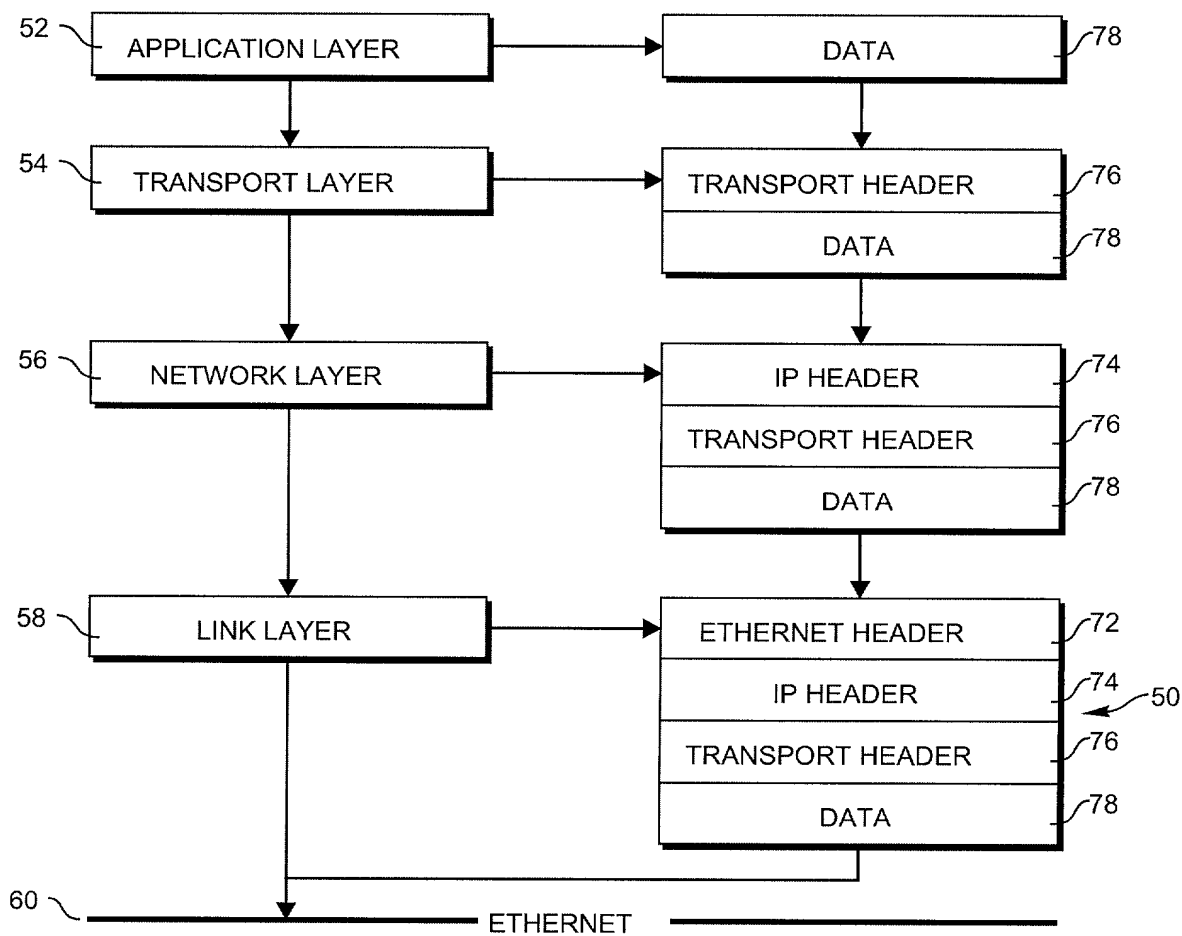 52 APPLICATION LAYER DATA 78
54 TRANSPORT LAYER TRANSPORT HEADER 76
DATA 78
56 NETWORK LAYER IP HEADER 74
TRANSPORT HEADER 76
DATA 78
58 LINK LAYER ETHERNET HEADER 72
IP HEADER 74
50
TRANSPORT HEADER 76
DATA 78
60 ETHERNET